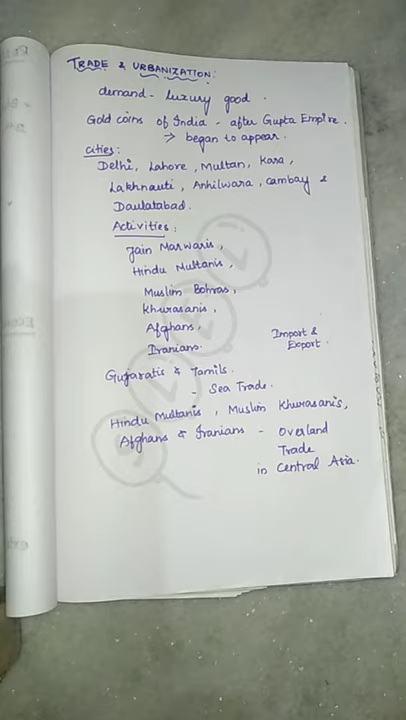 TRADE & URBANIZATION:
demand - luxury good.
Gold coins of India - after Gupta Empire.
→ began to appear.
Cities:
Delhi, Lahore, Multan, Kara,
Lakhnauti, Anhilwara, Cambay &
Daulatabad.
Activities:
Jain Marwaris,
Hindu Multanis,
Muslim Bohras,
Khurasanis,
Afghans,
Iranians.
Import &
Export.
Gujaratis & Tamils.
- Sea Trade.
Hindu Multanis, Muslim Khurasanis,
Afghans & Iranians - Overland
Trade
in Central Asia.